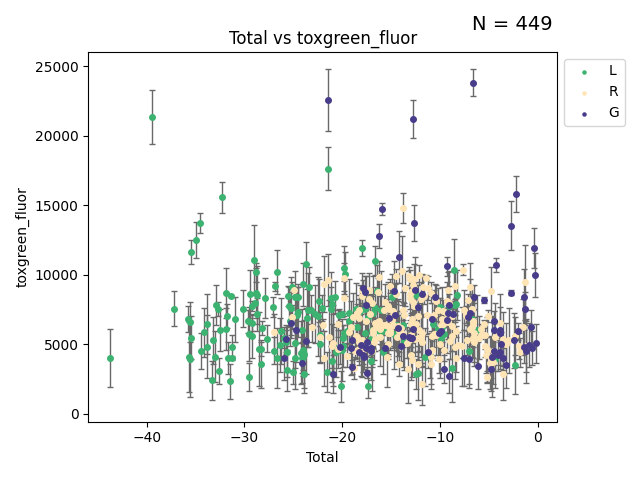 N = 449
Total vs toxgreen_fluor
25000
20000
15000
10000
5000
0
toxgreen_fluor
−40
−30
−20
−10
0
Total
L
R
G